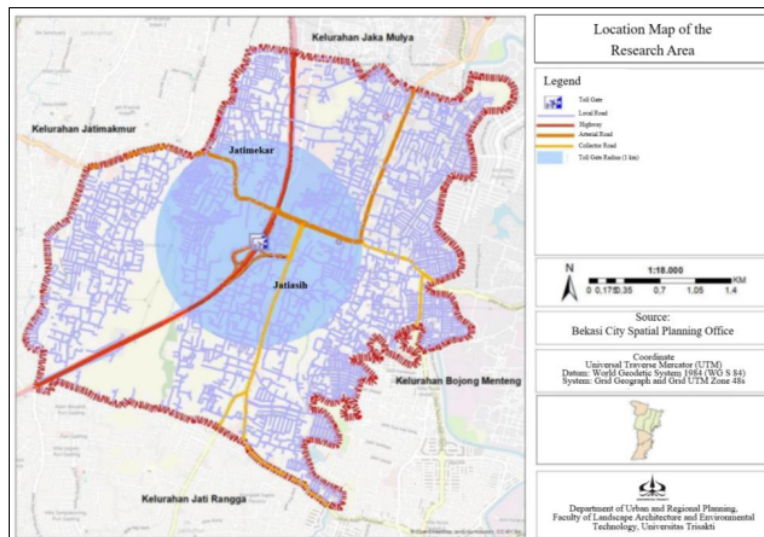 Location Map of the
Research Area
Legend
Toll Gate
Local Road
Highway
Arterial Road
Collector Road
Toll Gate Radius (1 km)
N
1:18.000
KM
0 0,175 0,35 0,7 1,05 1,4
Source:
Bekasi City Spatial Planning Office
Coordinate
Universal Traverse Mercator (UTM)
Datum: World Geodetic System 1984 (WG S 84)
System: Grid Geograph and Grid UTM Zone 48s
Department of Urban and Regional Planning,
Faculty of Landscape Architecture and Environmental
Technology, Universitas Trisakti
Kelurahan Jaka Mulya
Kelurahan Jatimakmur
Jatimekar
Jatiasih
Kelurahan Bojong Menteng
Kelurahan Jati Rangga